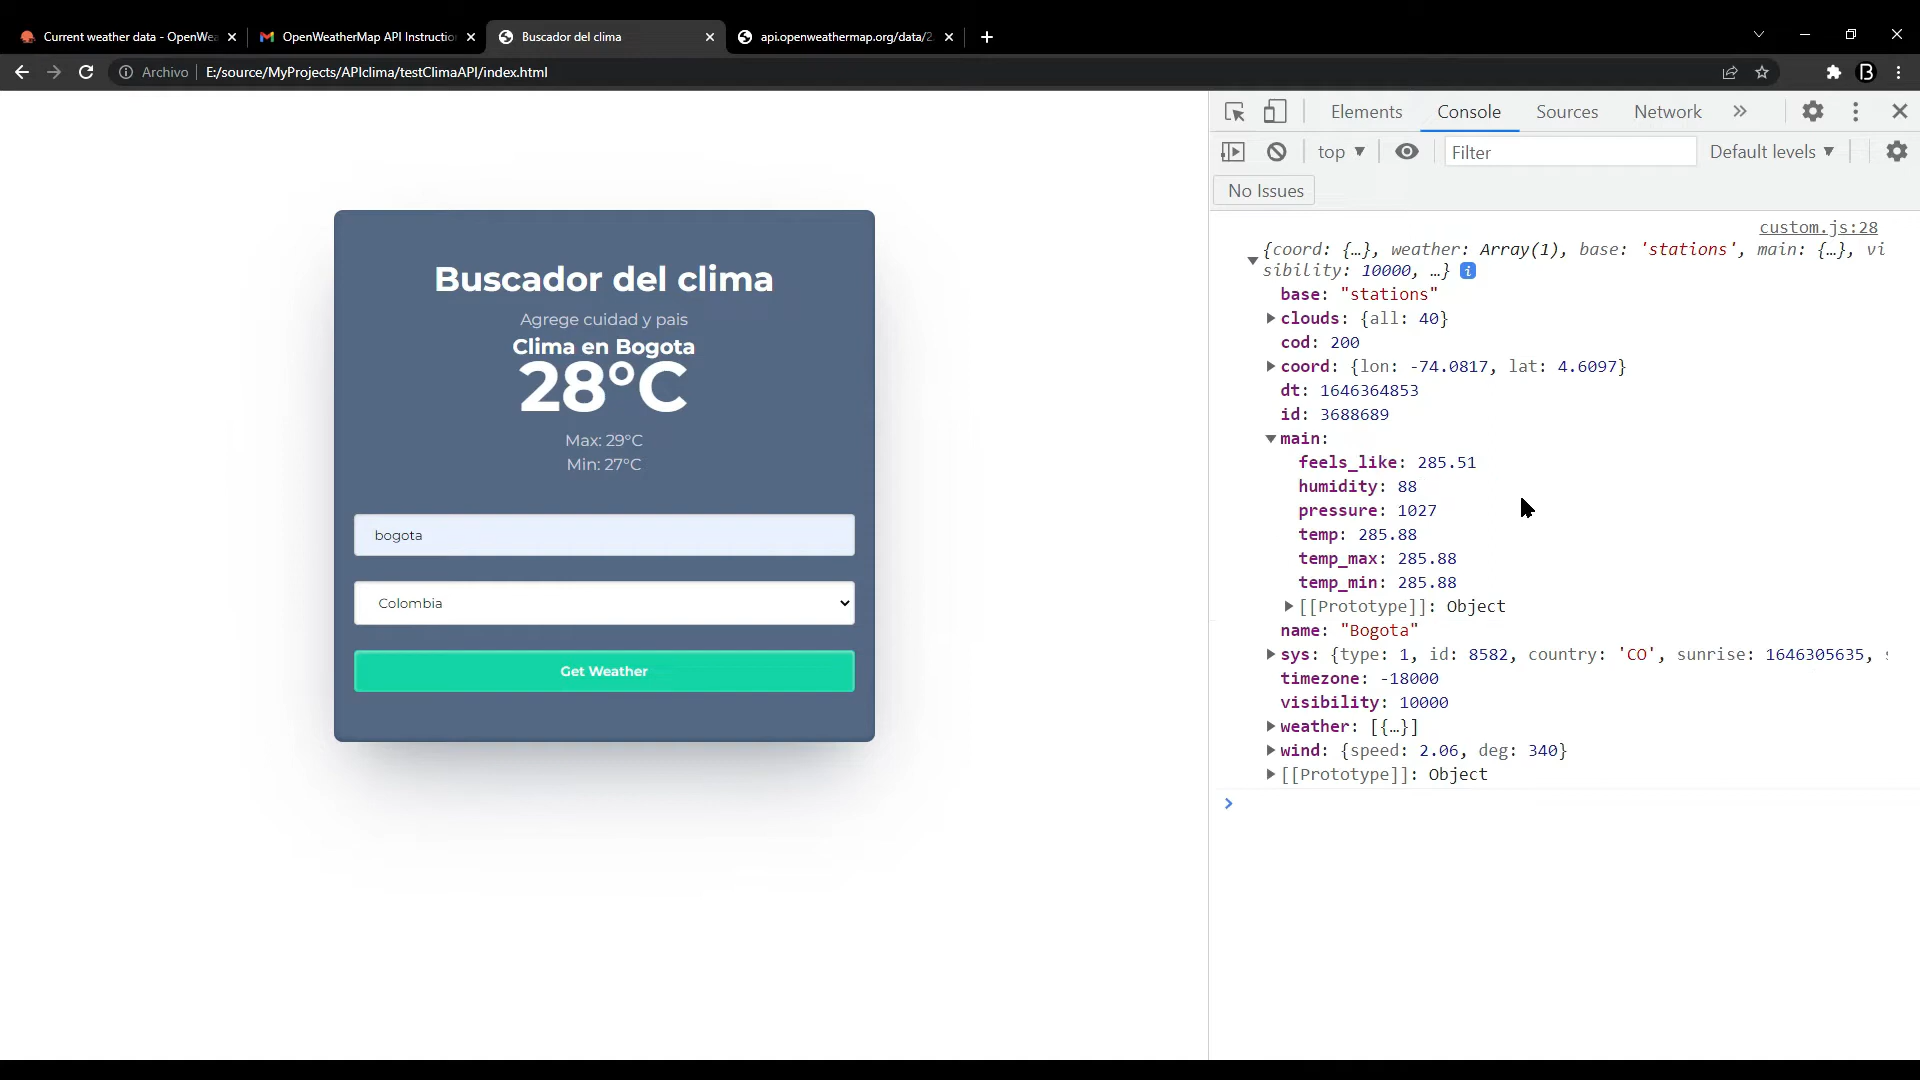 Current weather data - OpenWea
OpenWeatherMap API Instruction
Buscador del clima
api.openweathermap.org/data/2.
Archivo
E:/source/MyProjects/APIclima/testClimaAPI/index.html
Buscador del clima
Agrege cuidad y pais
Clima en Bogota
28°C
Max: 29°C
Min: 27°C
bogota
Colombia
Get Weather
Elements Console Sources Network
top
Filter
Default levels
No Issues
custom.js:28
{coord: {…}, weather: Array(1), base: 'stations', main: {…}, vi
sibility: 10000, …}
base: "stations"
clouds: {all: 40}
cod: 200
coord: {lon: -74.0817, lat: 4.6097}
dt: 1646364853
id: 3688689
main:
feels_like: 285.51
humidity: 88
pressure: 1027
temp: 285.88
temp_max: 285.88
temp_min: 285.88
[[Prototype]]: Object
name: "Bogota"
sys: {type: 1, id: 8582, country: 'CO', sunrise: 1646305635,
timezone: -18000
visibility: 10000
weather: [{…}]
wind: {speed: 2.06, deg: 340}
[[Prototype]]: Object